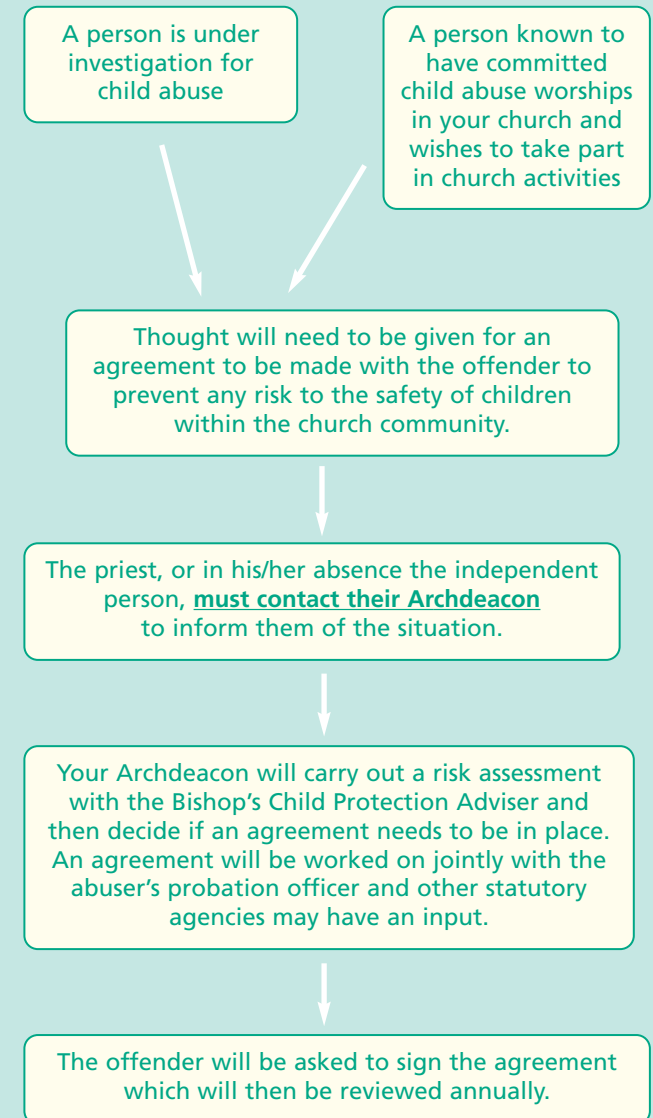 A person is under
investigation for
child abuse
A person known to
have committed
child abuse worships
in your church and
wishes to take part
in church activities
Thought will need to be given for an
agreement to be made with the offender to
prevent any risk to the safety of children
within the church community.
The priest, or in his/her absence the independent
person, must contact their Archdeacon
to inform them of the situation.
Your Archdeacon will carry out a risk assessment
with the Bishop’s Child Protection Adviser and
then decide if an agreement needs to be in place.
An agreement will be worked on jointly with the
abuser’s probation officer and other statutory
agencies may have an input.
The offender will be asked to sign the agreement
which will then be reviewed annually.